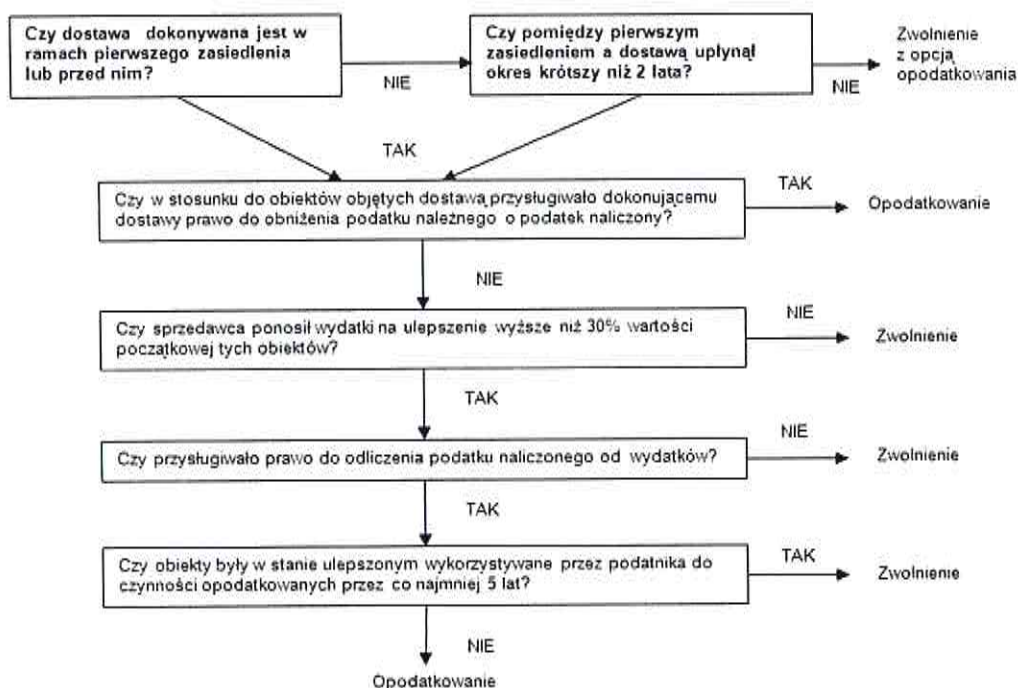 Czy dostawa dokonywana jest w
ramach pierwszego zasiedlenia
lub przed nim?
NIE
Czy pomiędzy pierwszym
zasiedleniem a dostawą upłynął
okres krótszy niż 2 lata?
NIE
Zwolnienie
z opcją
opodatkowania
TAK
Czy w stosunku do obiektów objętych dostawą przysługiwało dokonującemu
dostawy prawo do obniżenia podatku należnego o podatek naliczony?
TAK
Opodatkowanie
NIE
Czy sprzedawca ponosił wydatki na ulepszenie wyższe niż 30% wartości
początkowej tych obiektów?
NIE
Zwolnienie
TAK
Czy przysługiwało prawo do odliczenia podatku naliczonego od wydatków?
NIE
Zwolnienie
TAK
Czy obiekty były w stanie ulepszonym wykorzystywane przez podatnika do
czynności opodatkowanych przez co najmniej 5 lat?
TAK
Zwolnienie
NIE
Opodatkowanie